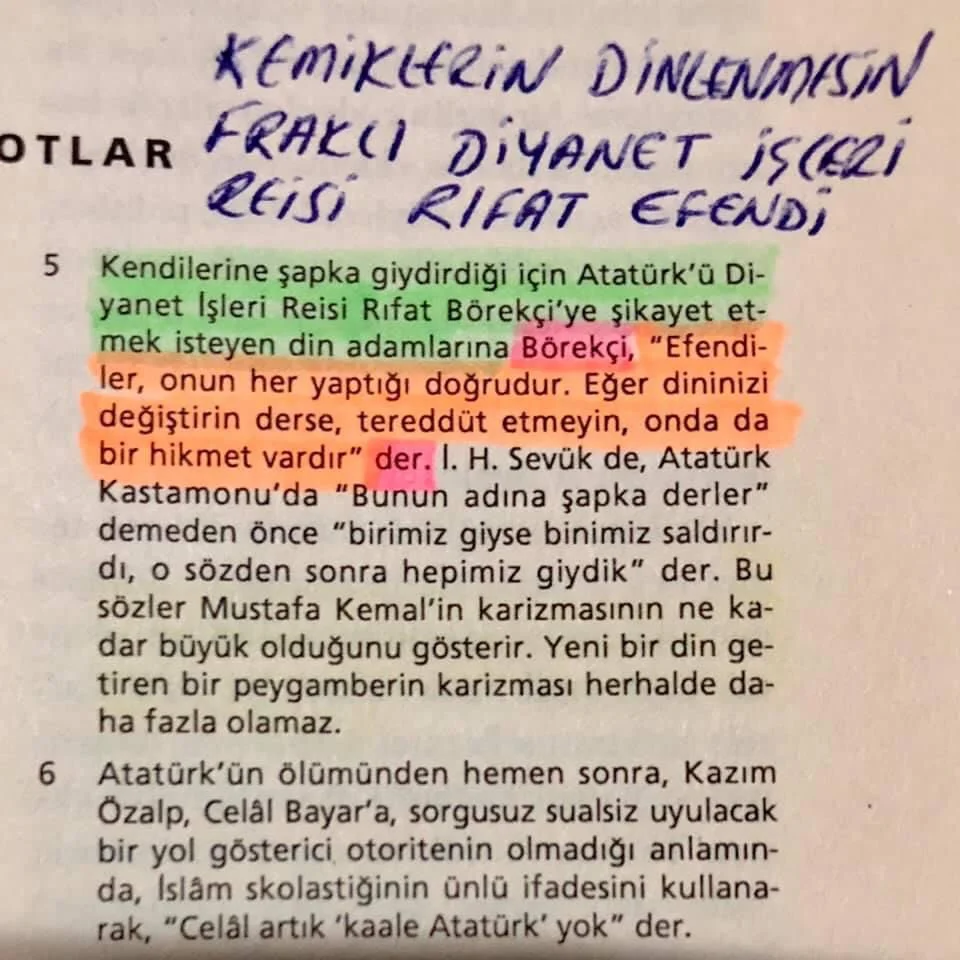 KEMİKLERİN DİNLENMESİN
FRAKLI DİYANET İŞLERİ
REİSİ RIFAT EFENDİ
OTLAR
5 Kendilerine şapka giydirdiği için Atatürk’ü Di-
yanet İşleri Reisi Rıfat Börekçi’ye şikayet et-
mek isteyen din adamlarına Börekçi, “Efendi-
ler, onun her yaptığı doğrudur. Eğer dininizi
değiştirin derse, tereddüt etmeyin, onda da
bir hikmet vardır” der. I. H. Sevük de, Atatürk
Kastamonu’da “Bunun adına şapka derler”
demeden önce “birimiz giyse binimiz saldırır-
dı, o sözden sonra hepimiz giydik” der. Bu
sözler Mustafa Kemal’in karizmasının ne ka-
dar büyük olduğunu gösterir. Yeni bir din ge-
tiren bir peygamberin karizması herhalde da-
ha fazla olamaz.
6 Atatürk’ün ölümünden hemen sonra, Kazım
Özalp, Celâl Bayar’a, sorgusuz sualsiz uyulacak
bir yol gösterici otoritenin olmadığı anlamın-
da, İslâm skolastiğinin ünlü ifadesini kullana-
rak, “Celâl artık ‘kaale Atatürk’ yok” der.